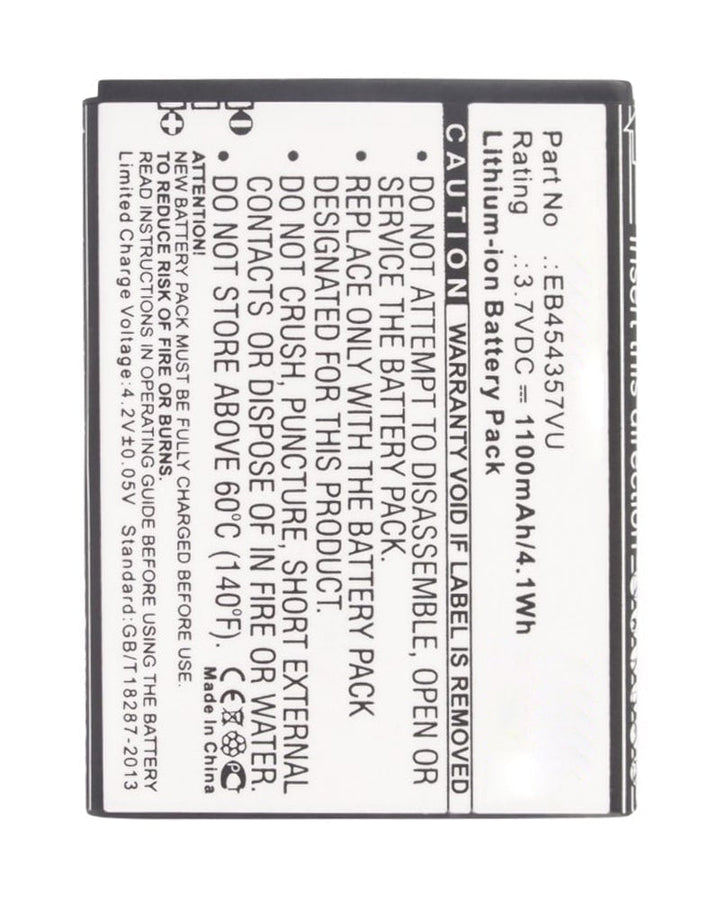 Insert this direction
Part No .:EB454357VU
Rating .: 3.7VDC ⎓ 1100mAh/4.1Wh
Lithium-ion Battery Pack
CAUTION WARRANTY VOID IF LABEL IS REMOVED
• DO NOT ATTEMPT TO DISASSEMBLE, OPEN OR
SERVICE THE BATTERY PACK.
• REPLACE ONLY WITH THE BATTERY PACK
DESIGNATED FOR THIS PRODUCT.
• DO NOT CRUSH, PUNCTURE, SHORT EXTERNAL
CONTACTS OR DISPOSE OF IN FIRE OR WATER.
• DO NOT STORE ABOVE 60°C (140°F).
ATTENTION!
NEW BATTERY PACK MUST BE FULLY CHARGED BEFORE USE.
TO REDUCE RISK OF FIRE OR BURNS.
READ INSTRUCTIONS IN OPERATING GUIDE BEFORE USING THE BATTERY
Limited Charge Voltage:4.2V±0.05V Standard:GB/T18287-2013
CE PC
Made In China
+ -